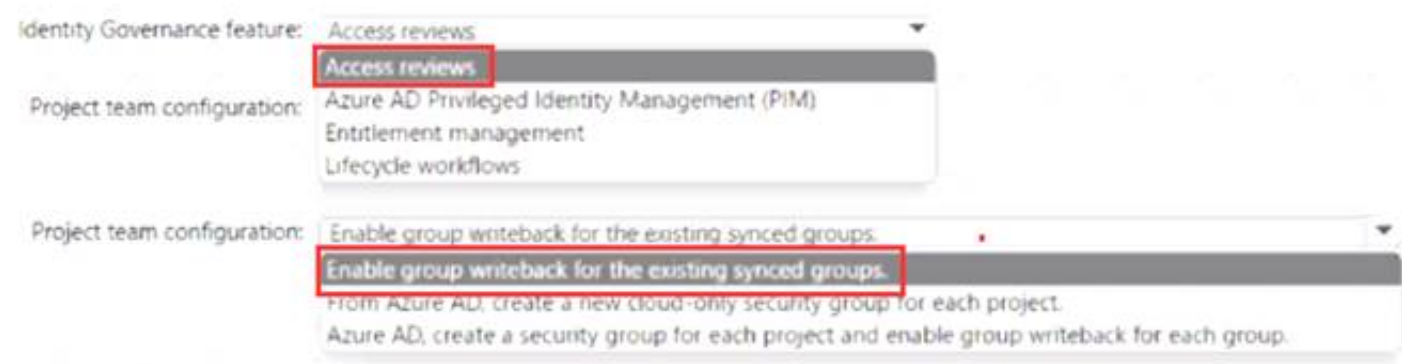 Identity Governance feature: Access reviews
Access reviews
Project team configuration: Azure AD Privileged Identity Management (PIM)
Entitlement management
Lifecycle workflows
Project team configuration: Enable group writeback for the existing synced groups.
Enable group writeback for the existing synced groups.
From Azure AD, create a new cloud-only security group for each project.
Azure AD, create a security group for each project and enable group writeback for each group.